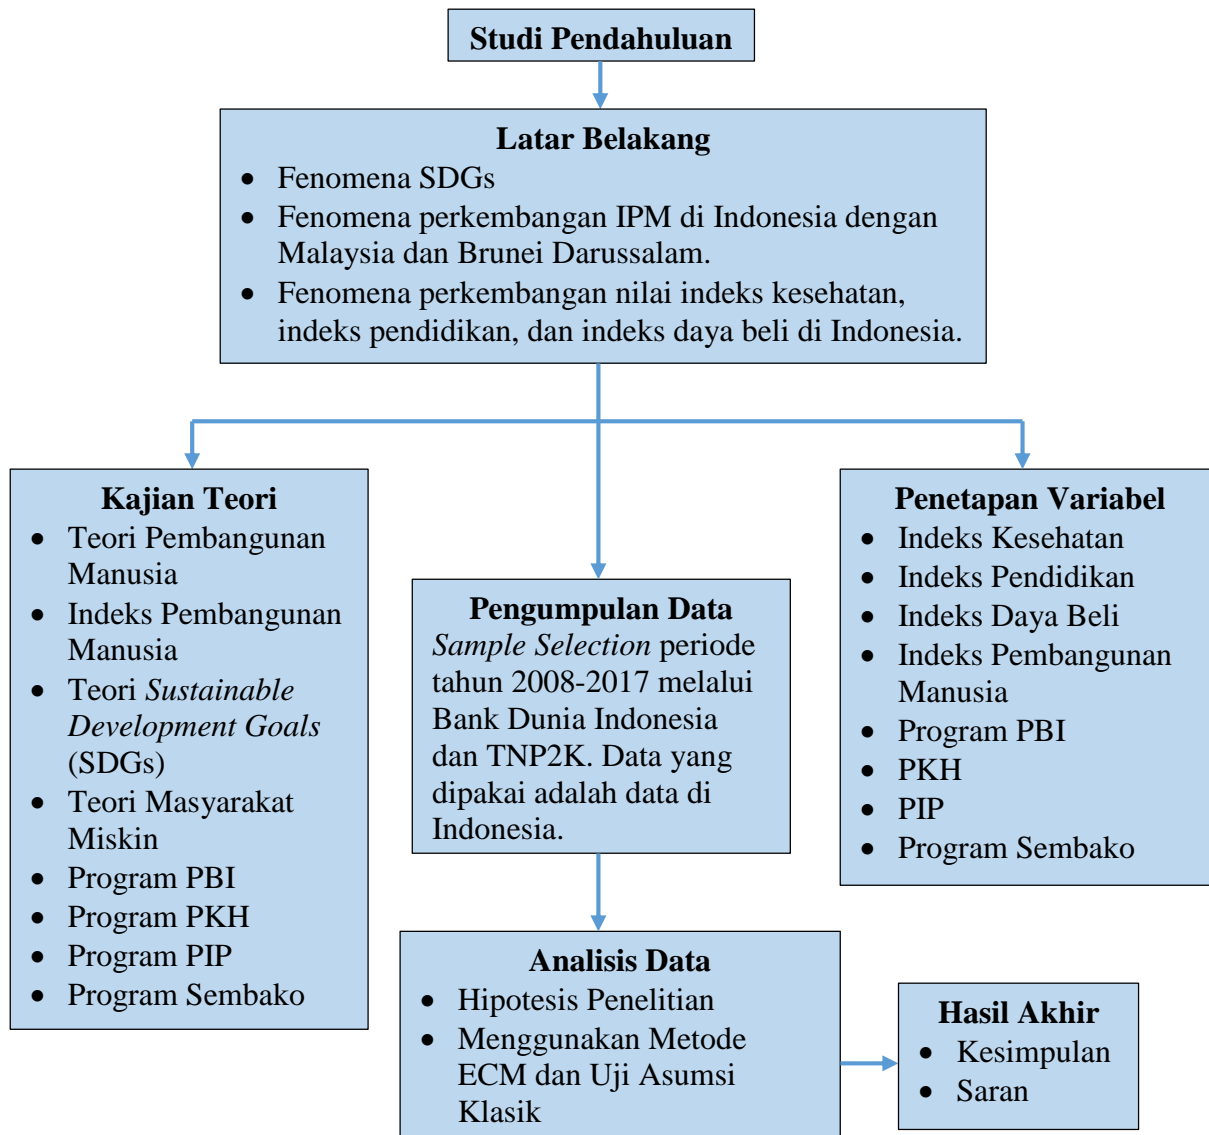 Studi Pendahuluan
Latar Belakang
• Fenomena SDGs
• Fenomena perkembangan IPM di Indonesia dengan
Malaysia dan Brunei Darussalam.
• Fenomena perkembangan nilai indeks kesehatan,
indeks pendidikan, dan indeks daya beli di Indonesia.
Kajian Teori
• Teori Pembangunan
Manusia
• Indeks Pembangunan
Manusia
• Teori Sustainable
Development Goals
(SDGs)
• Teori Masyarakat
Miskin
• Program PBI
• Program PKH
• Program PIP
• Program Sembako
Pengumpulan Data
Sample Selection periode
tahun 2008-2017 melalui
Bank Dunia Indonesia
dan TNP2K. Data yang
dipakai adalah data di
Indonesia.
Penetapan Variabel
• Indeks Kesehatan
• Indeks Pendidikan
• Indeks Daya Beli
• Indeks Pembangunan
Manusia
• Program PBI
• PKH
• PIP
• Program Sembako
Analisis Data
• Hipotesis Penelitian
• Menggunakan Metode
ECM dan Uji Asumsi
Klasik
Hasil Akhir
• Kesimpulan
• Saran